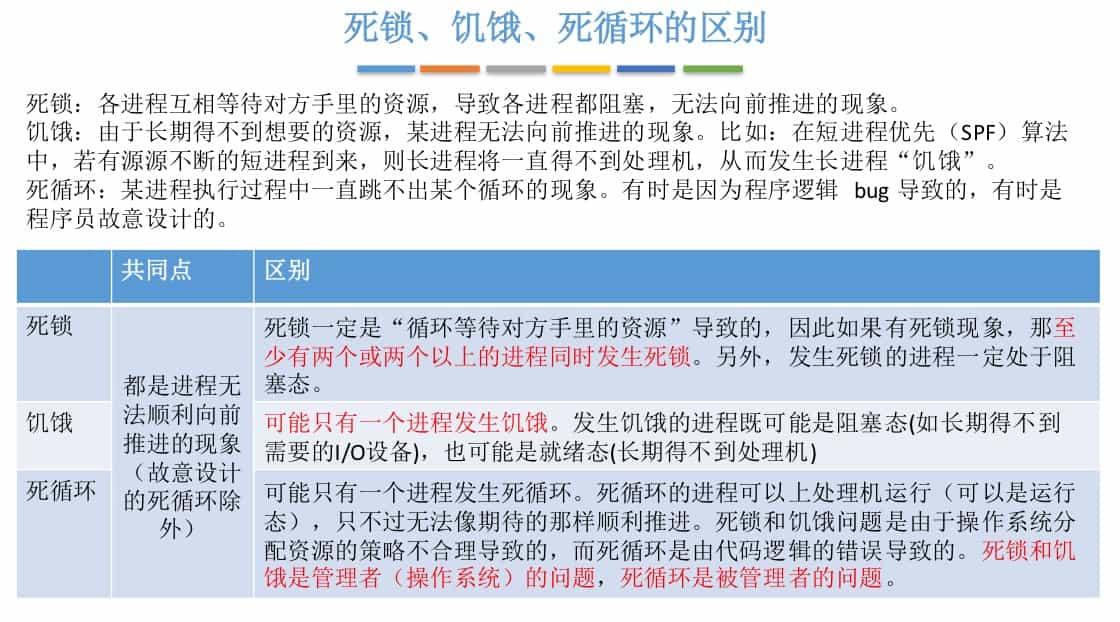 死锁、饥饿、死循环的区别
死锁：各进程互相等待对方手里的资源，导致各进程都阻塞，无法向前推进的现象。
饥饿：由于长期得不到想要的资源，某进程无法向前推进的现象。比如：在短进程优先（SPF）算法
中，若有源源不断的短进程到来，则长进程将一直得不到处理机，从而发生长进程“饥饿”。
死循环：某进程执行过程中一直跳不出某个循环的现象。有时是因为程序逻辑 bug 导致的，有时是
程序员故意设计的。
共同点
区别
死锁
都是进程无
法顺利向前
推进的现象
（故意设计
的死循环除
外）
死锁一定是“循环等待对方手里的资源”导致的，因此如果有死锁现象，那至
少有两个或两个以上的进程同时发生死锁。另外，发生死锁的进程一定处于阻
塞态。
饥饿
可能只有一个进程发生饥饿。发生饥饿的进程既可能是阻塞态(如长期得不到
需要的I/O设备)，也可能是就绪态(长期得不到处理机)
死循环
可能只有一个进程发生死循环。死循环的进程可以上处理机运行（可以是运行
态），只不过无法像期待的那样顺利推进。死锁和饥饿问题是由于操作系统分
配资源的策略不合理导致的，而死循环是由代码逻辑的错误导致的。死锁和饥
饿是管理者（操作系统）的问题，死循环是被管理者的问题。